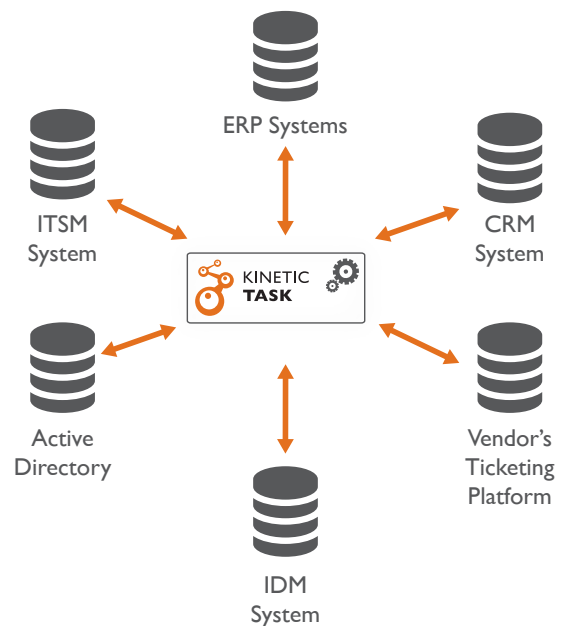 ERP Systems
ITSM
System
CRM
System
KINETIC
TASK
Active
Directory
Vendor's
Ticketing
Platform
IDM
System